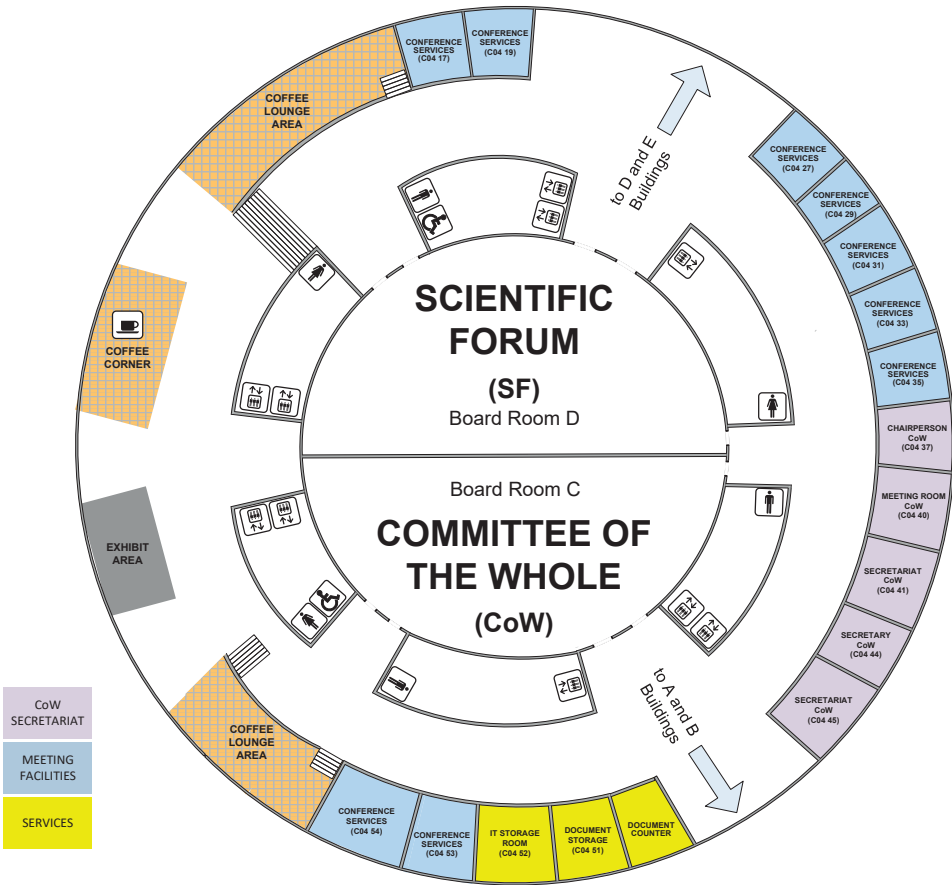 CONFERENCE
SERVICES
(C04 17)
CONFERENCE
SERVICES
(C04 19)
COFFEE
LOUNGE
AREA
to D and E
Buildings
CONFERENCE
SERVICES
(C04 27)
CONFERENCE
SERVICES
(C04 29)
CONFERENCE
SERVICES
(C04 31)
CONFERENCE
SERVICES
(C04 33)
CONFERENCE
SERVICES
(C04 35)
COFFEE
CORNER
SCIENTIFIC
FORUM
(SF)
Board Room D
CHAIRPERSON
CoW
(C04 37)
Board Room C
COMMITTEE OF
THE WHOLE
(CoW)
MEETING ROOM
CoW
(C04 40)
EXHIBIT
AREA
SECRETARIAT
CoW
(C04 41)
SECRETARY
CoW
(C04 44)
SECRETARIAT
CoW
(C04 45)
to A and B
Buildings
COFFEE
LOUNGE
AREA
CONFERENCE
SERVICES
(C04 54)
CONFERENCE
SERVICES
(C04 53)
IT STORAGE
ROOM
(C04 52)
DOCUMENT
STORAGE
(C04 51)
DOCUMENT
COUNTER
CoW
SECRETARIAT
MEETING
FACILITIES
SERVICES